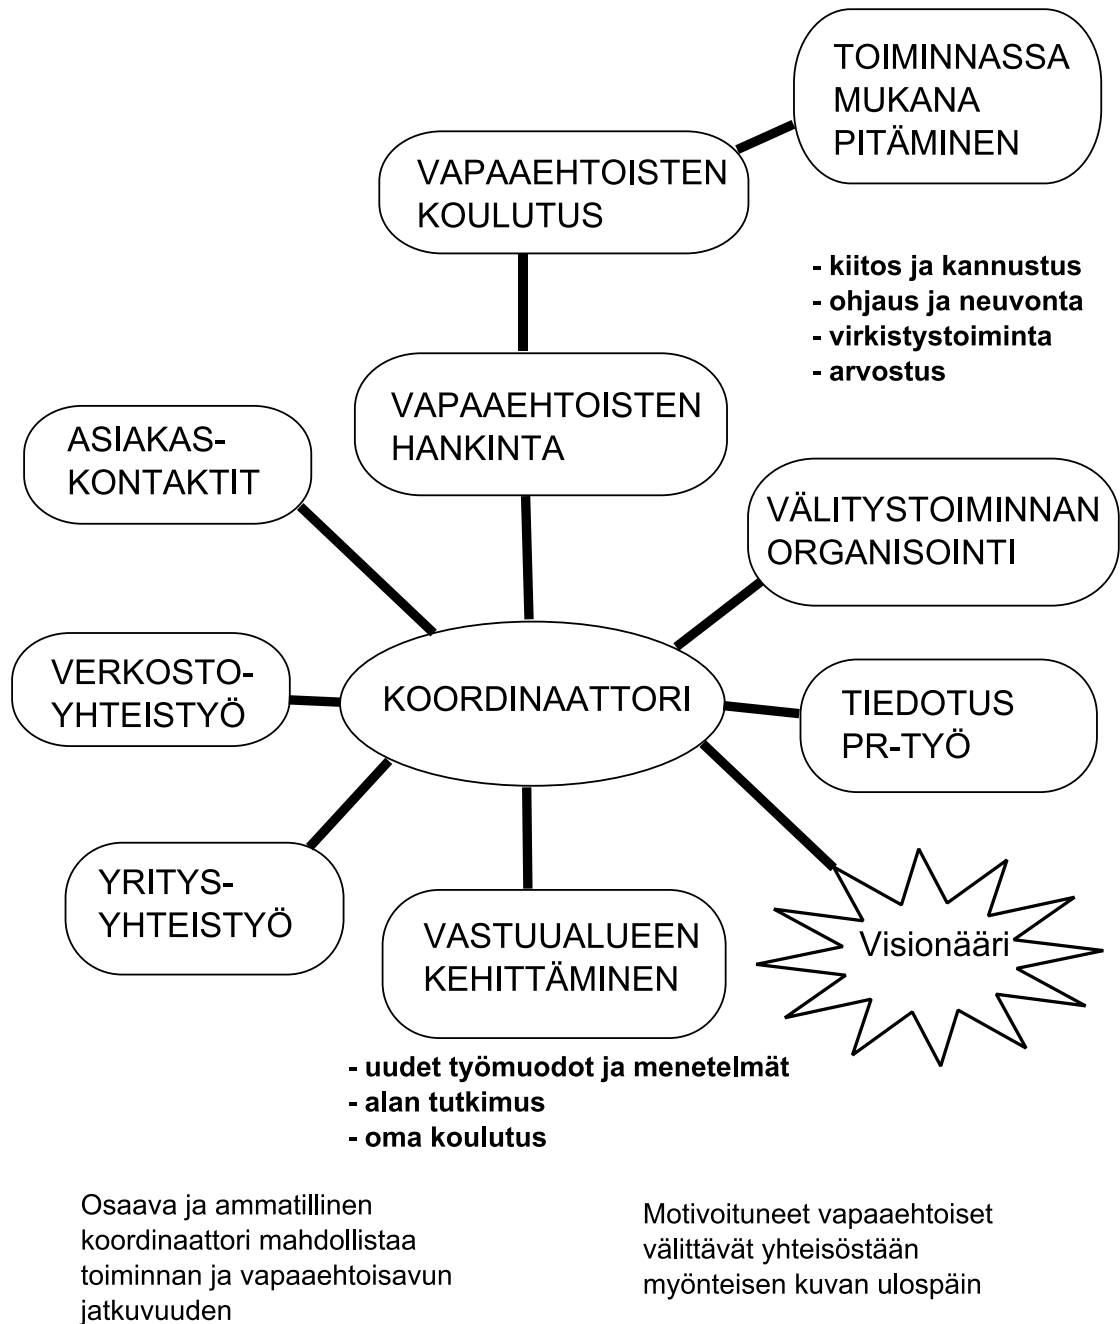 TOIMINNASSA
MUKANA
PITÄMINEN
VAPAAEHTOISTEN
KOULUTUS
- kiitos ja kannustus
- ohjaus ja neuvonta
- virkistystoiminta
- arvostus
VAPAAEHTOISTEN
HANKINTA
ASIAKAS-
KONTAKTIT
VÄLITYSTOIMINNAN
ORGANISOINTI
VERKOSTO-
YHTEISTYÖ
KOORDINAATTORI
TIEDOTUS
PR-TYÖ
YRITYS-
YHTEISTYÖ
VASTUUALUEEN
KEHITTÄMINEN
Visionääri
- uudet työmuodot ja menetelmät
- alan tutkimus
- oma koulutus
Osaava ja ammatillinen
koordinaattori mahdollistaa
toiminnan ja vapaaehtoisavun
jatkuvuuden
Motivoituneet vapaaehtoiset
välittävät yhteisöstään
myönteisen kuvan ulospäin